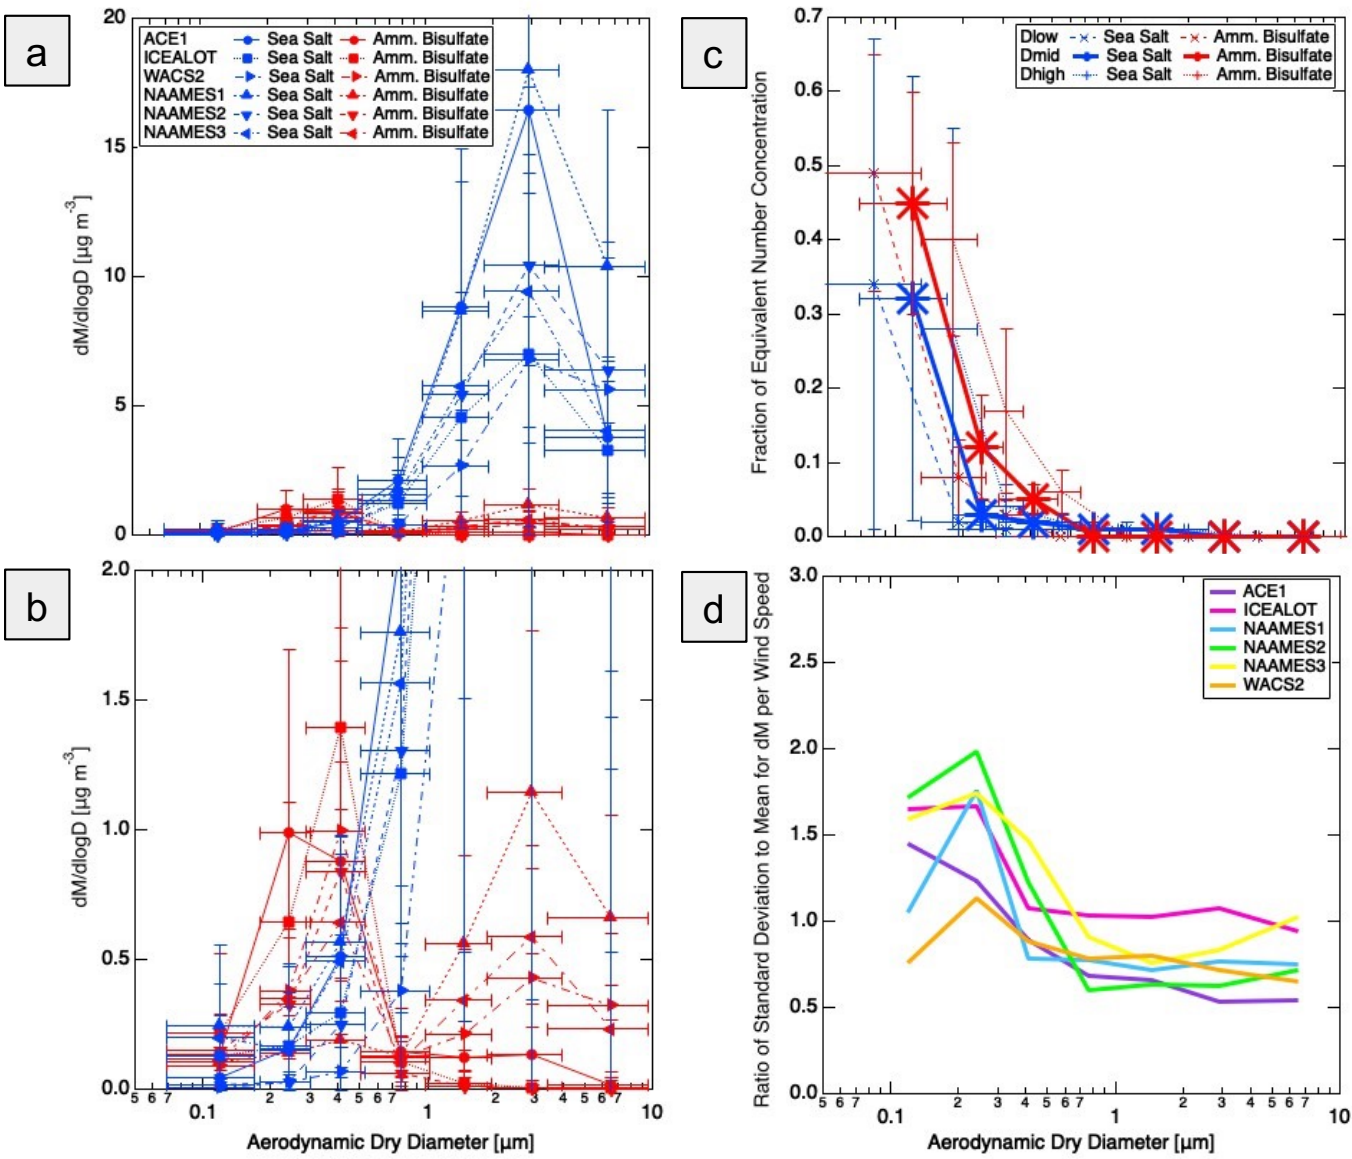 a
20
15
10
5
0
dM/dlogD [µg m-3]
ACE1 Sea Salt Amm. Bisulfate
ICEALOT Sea Salt Amm. Bisulfate
WACS2 Sea Salt Amm. Bisulfate
NAAMES1 Sea Salt Amm. Bisulfate
NAAMES2 Sea Salt Amm. Bisulfate
NAAMES3 Sea Salt Amm. Bisulfate
b
2.0
1.5
1.0
0.5
0.0
dM/dlogD [µg m-3]
5 6 7 2 3 4 5 6 7 2 3 4 5 6 7
0.1 1 10
Aerodynamic Dry Diameter [µm]
c
0.7
0.6
0.5
0.4
0.3
0.2
0.1
0.0
Fraction of Equivalent Number Concentration
Dlow Sea Salt Amm. Bisulfate
Dmid Sea Salt Amm. Bisulfate
Dhigh Sea Salt Amm. Bisulfate
d
3.0
2.5
2.0
1.5
1.0
0.5
0.0
Ratio of Standard Deviation to Mean for dM per Wind Speed
ACE1
ICEALOT
NAAMES1
NAAMES2
NAAMES3
WACS2
5 6 7 2 3 4 5 6 7 2 3 4 5 6 7
0.1 1 10
Aerodynamic Dry Diameter [µm]